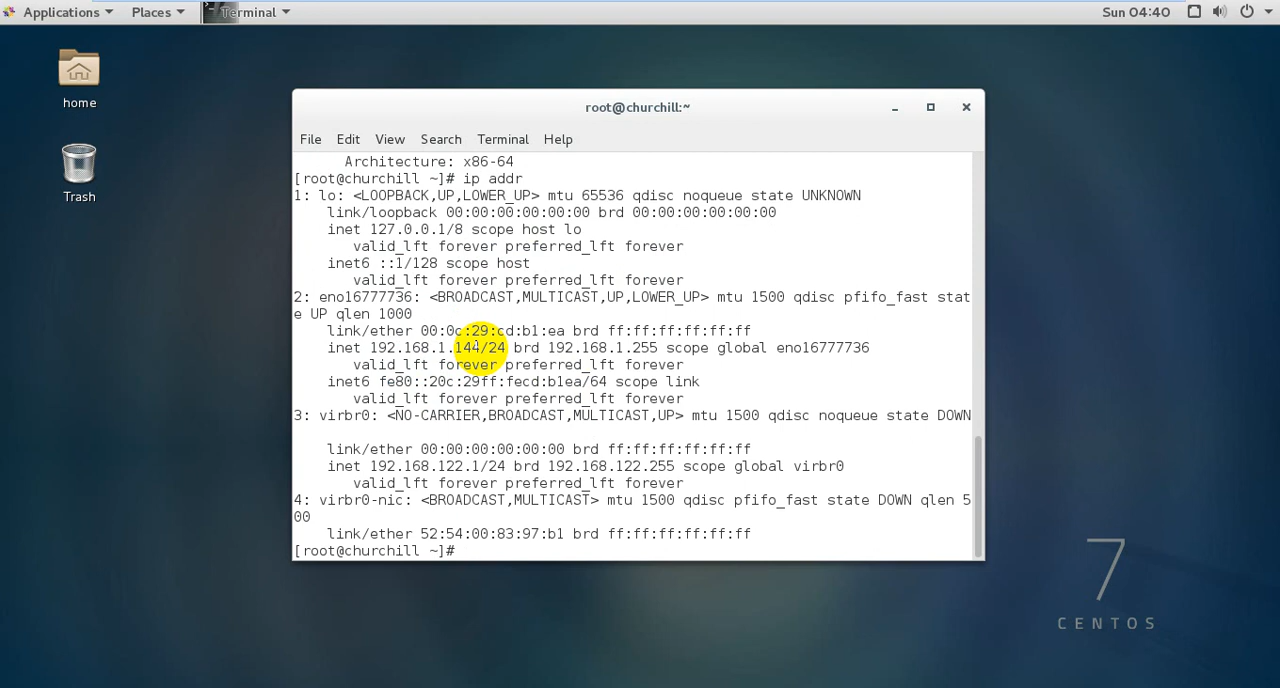 Applications Places Terminal Sun 04:40
home
Trash
root@churchill:~
File Edit View Search Terminal Help
Architecture: x86-64
[root@churchill ~]# ip addr
1: lo: <LOOPBACK,UP,LOWER_UP> mtu 65536 qdisc noqueue state UNKNOWN
link/loopback 00:00:00:00:00:00 brd 00:00:00:00:00:00
inet 127.0.0.1/8 scope host lo
valid_lft forever preferred_lft forever
inet6 ::1/128 scope host
valid_lft forever preferred_lft forever
2: eno16777736: <BROADCAST,MULTICAST,UP,LOWER_UP> mtu 1500 qdisc pfifo_fast stat
e UP qlen 1000
link/ether 00:0c:29:cd:b1:ea brd ff:ff:ff:ff:ff:ff
inet 192.168.1.144/24 brd 192.168.1.255 scope global eno16777736
valid_lft forever preferred_lft forever
inet6 fe80::20c:29ff:fecd:b1ea/64 scope link
valid_lft forever preferred_lft forever
3: virbr0: <NO-CARRIER,BROADCAST,MULTICAST,UP> mtu 1500 qdisc noqueue state DOWN
link/ether 00:00:00:00:00:00 brd ff:ff:ff:ff:ff:ff
inet 192.168.122.1/24 brd 192.168.122.255 scope global virbr0
valid_lft forever preferred_lft forever
4: virbr0-nic: <BROADCAST,MULTICAST> mtu 1500 qdisc pfifo_fast state DOWN qlen 5
00
link/ether 52:54:00:83:97:b1 brd ff:ff:ff:ff:ff:ff
[root@churchill ~]#
7
CENTOS